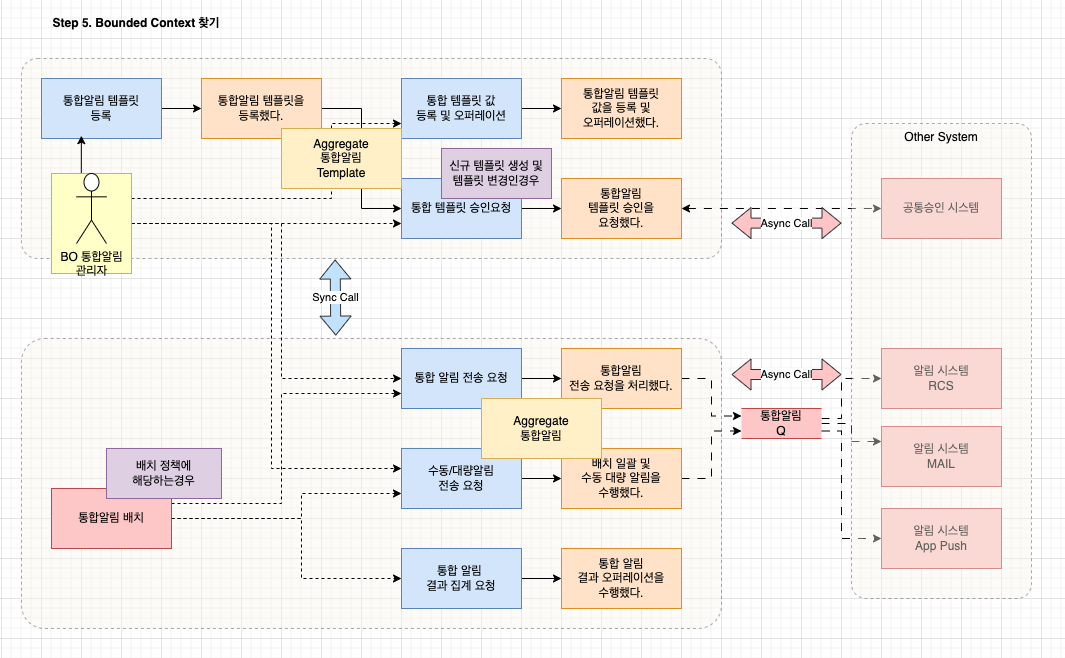 Step 5. Bounded Context 찾기
통합알림 템플릿
등록
통합알림 템플릿을
등록했다.
통합 템플릿 값
등록 및 오퍼레이션
통합알림 템플릿
값을 등록 및
오퍼레이션했다.
Aggregate
통합알림
Template
신규 템플릿 생성 및
템플릿 변경인경우
통합 템플릿 승인요청
통합알림
템플릿 승인을
요청했다.
BO 통합알림
관리자
Other System
공통승인 시스템
Async Call
Sync Call
통합 알림 전송 요청
통합알림
전송 요청을 처리했다.
Async Call
알림 시스템
RCS
Aggregate
통합알림
통합알림
Q
알림 시스템
MAIL
배치 정책에
해당하는경우
통합알림 배치
수동/대량알림
전송 요청
배치 일괄 및
수동 대량 알림을
수행했다.
알림 시스템
App Push
통합 알림
결과 집계 요청
통합 알림
결과 오퍼레이션을
수행했다.